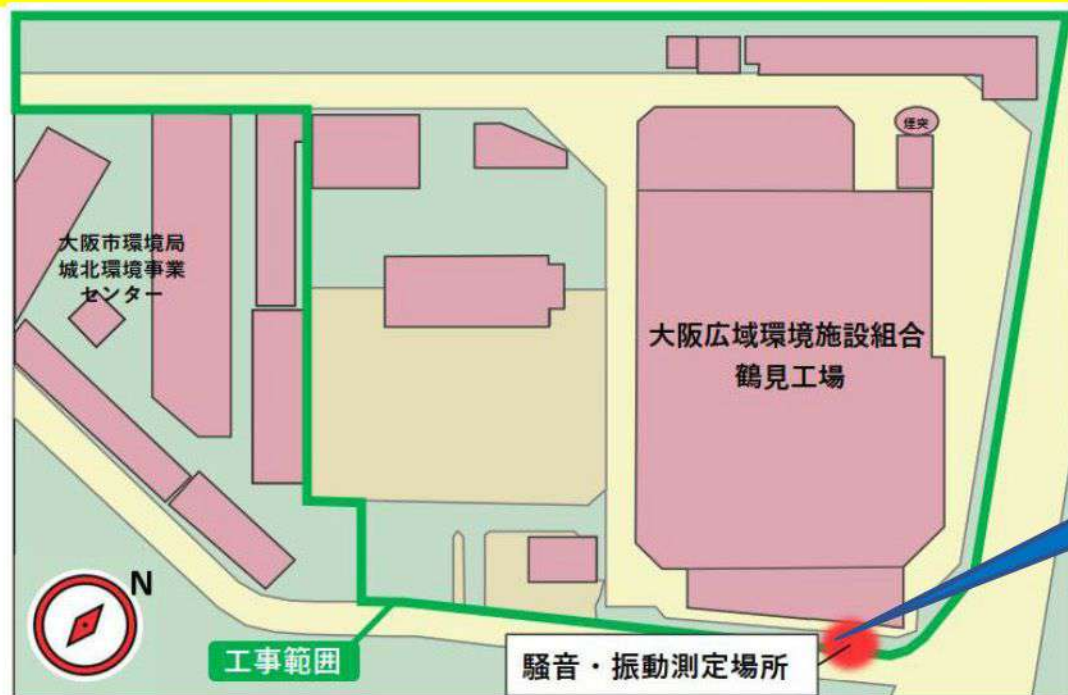 煙突
大阪市環境局
城北環境事業
センター
大阪広域環境施設組合
鶴見工場
N
工事範囲
騒音・振動測定場所